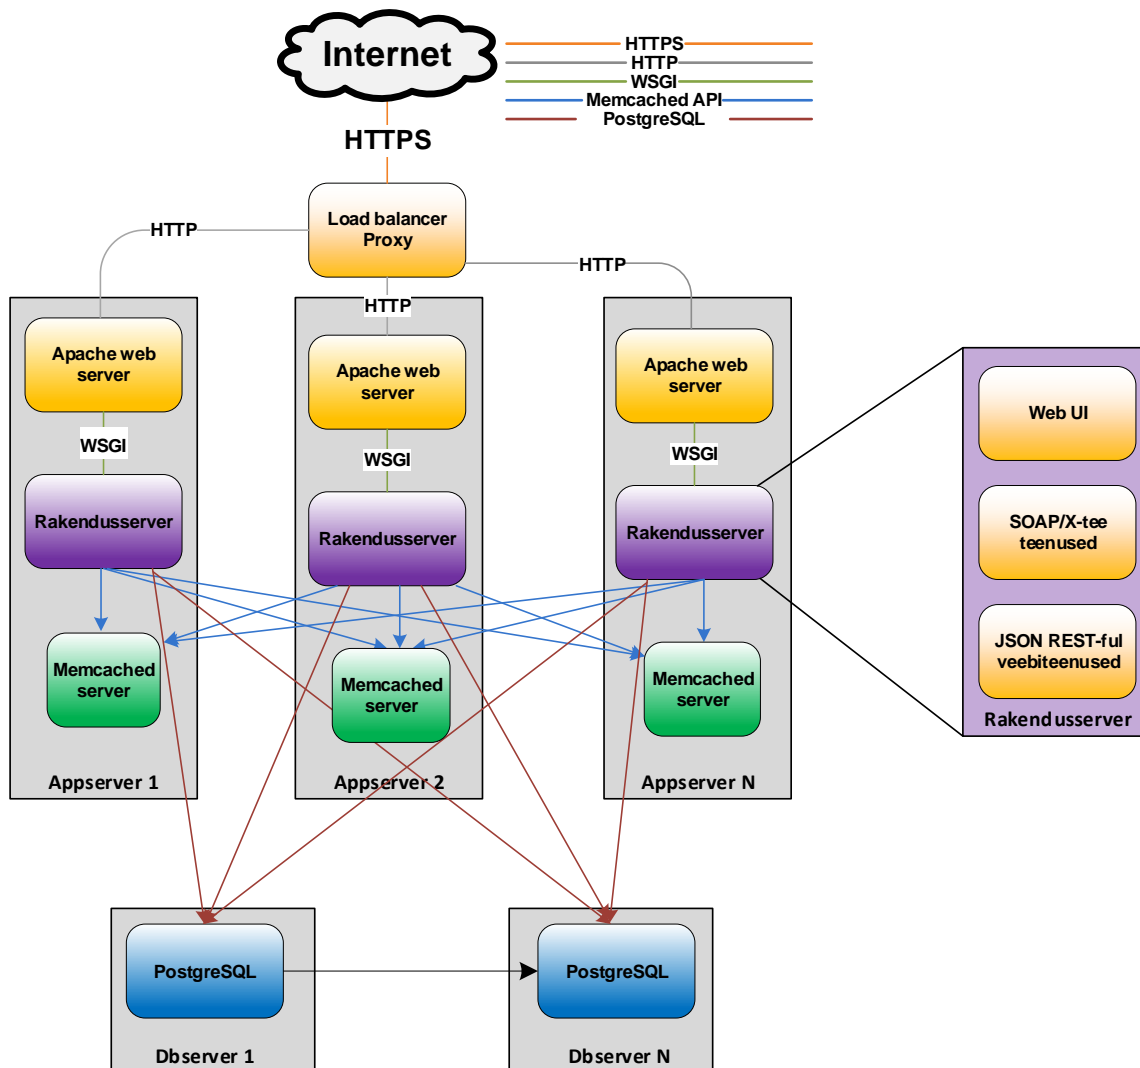 Internet
HTTPS
HTTP
WSGI
Memcached API
PostgreSQL
HTTPS
Load balancer
Proxy
HTTP
HTTP
HTTP
Apache web
server
Apache web
server
Apache web
server
WSGI
WSGI
WSGI
Rakendusserver
Rakendusserver
Rakendusserver
Memcached
server
Memcached
server
Memcached
server
Appserver 1
Appserver 2
Appserver N
Web UI
SOAP/X-tee
teenused
JSON REST-ful
veebiteenused
Rakendusserver
PostgreSQL
PostgreSQL
Dbserver 1
Dbserver N